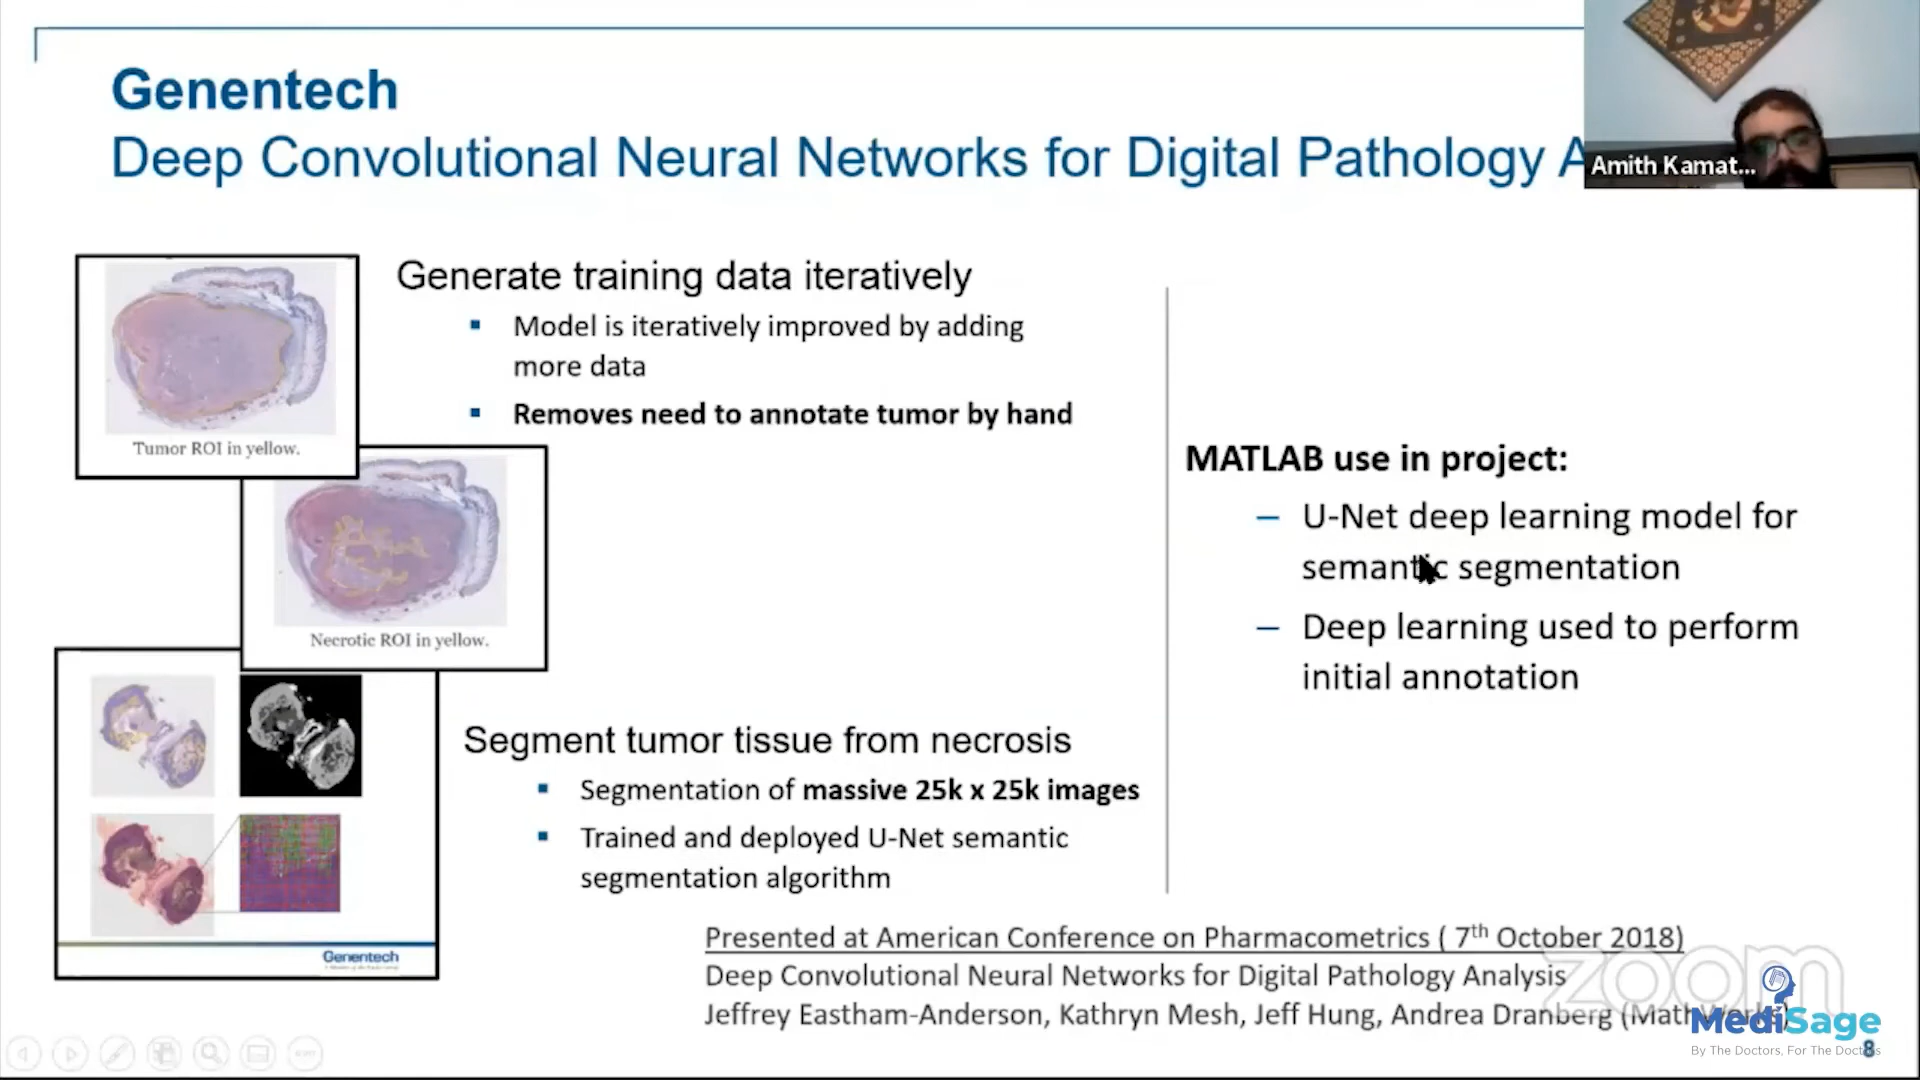 Genentech
Deep Convolutional Neural Networks for Digital Pathology A
Amith Kamat...
Generate training data iteratively
Model is iteratively improved by adding
more data
Removes need to annotate tumor by hand
Tumor ROI in yellow.
Necrotic ROI in yellow.
MATLAB use in project:
– U-Net deep learning model for
semantic segmentation
– Deep learning used to perform
initial annotation
Segment tumor tissue from necrosis
Segmentation of massive 25k x 25k images
Trained and deployed U-Net semantic
segmentation algorithm
Genentech
Presented at American Conference on Pharmacometrics ( 7th October 2018)
Deep Convolutional Neural Networks for Digital Pathology Analysis
Jeffrey Eastham-Anderson, Kathryn Mesh, Jeff Hung, Andrea Dranberg (MathWorks)
zoom
MediSage
By The Doctors, For The Doctors
8